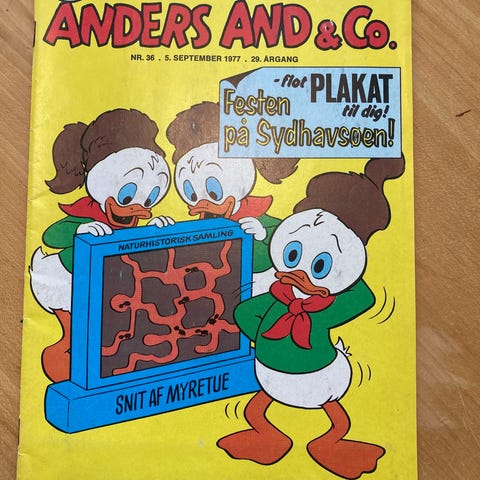 ANDERS AND & Co.
NR. 36 . 5. SEPTEMBER 1977 . 29. ÅRGANG
- flot PLAKAT
til dig!
Festen
på Sydhavsøen!
NATURHISTORISK SAMLING
SNIT AF MYRETUE